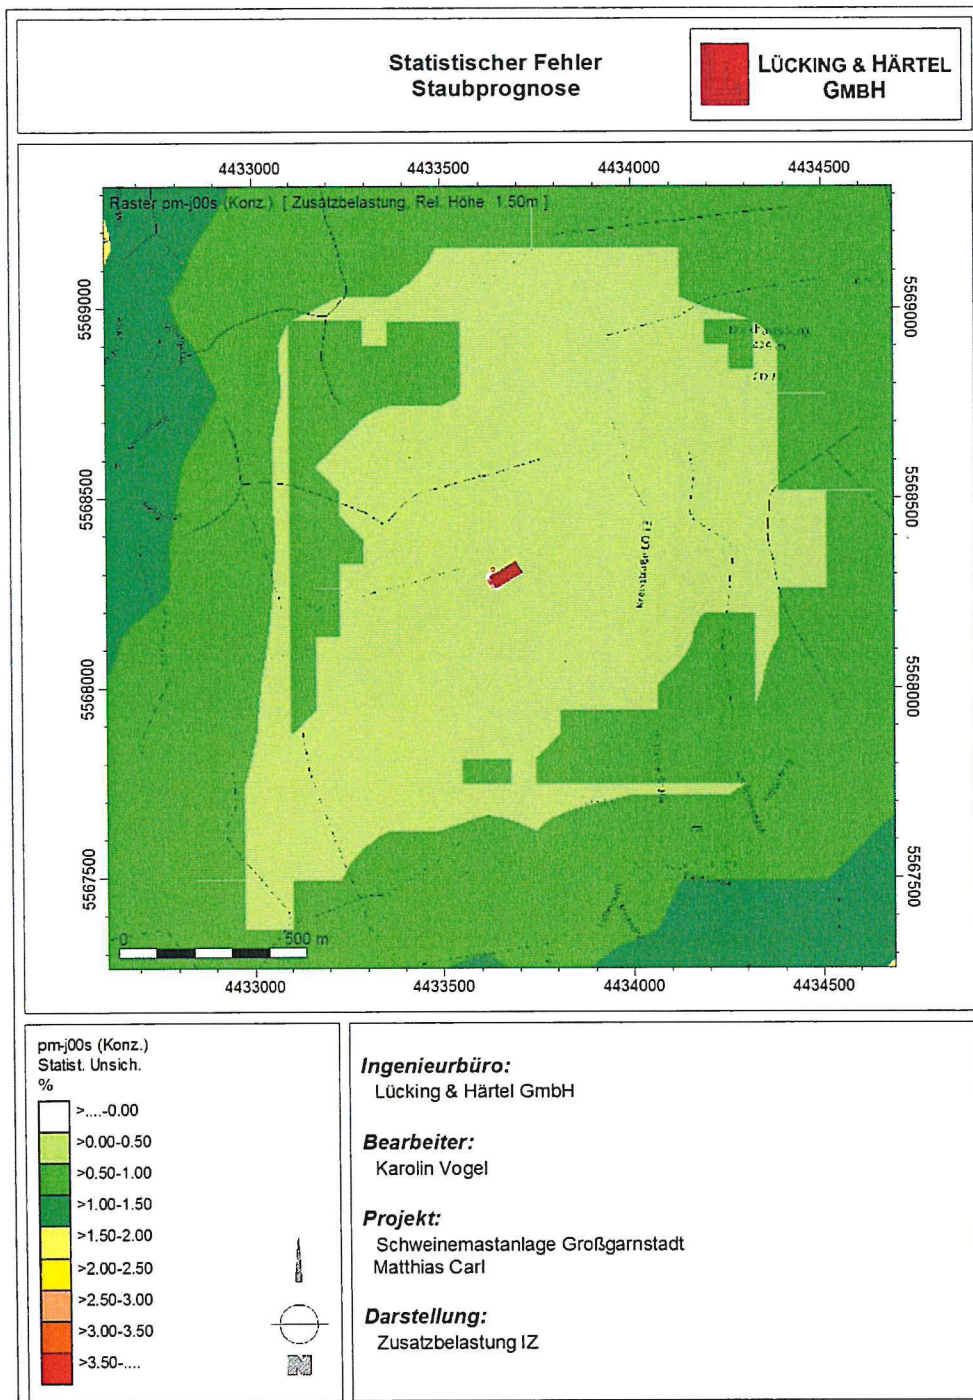 Statistischer Fehler
Staubprognose
LÜCKING & HÄRTEL
GMBH
4433000 4433500 4434000 4434500
Raster pm-j00s (Konz.) [ Zusatzbelastung, Rel. Höhe 1.50m ]
5569000
5568500
5568000
5567500
5569000
5568500
5568000
5567500
0 500 m
4433000 4433500 4434000 4434500
pm-j00s (Konz.)
Statist. Unsich.
%
>....-0.00
>0.00-0.50
>0.50-1.00
>1.00-1.50
>1.50-2.00
>2.00-2.50
>2.50-3.00
>3.00-3.50
>3.50-....
N
Ingenieurbüro:
Lücking & Härtel GmbH
Bearbeiter:
Karolin Vogel
Projekt:
Schweinemastanlage Großgarnstadt
Matthias Carl
Darstellung:
Zusatzbelastung IZ